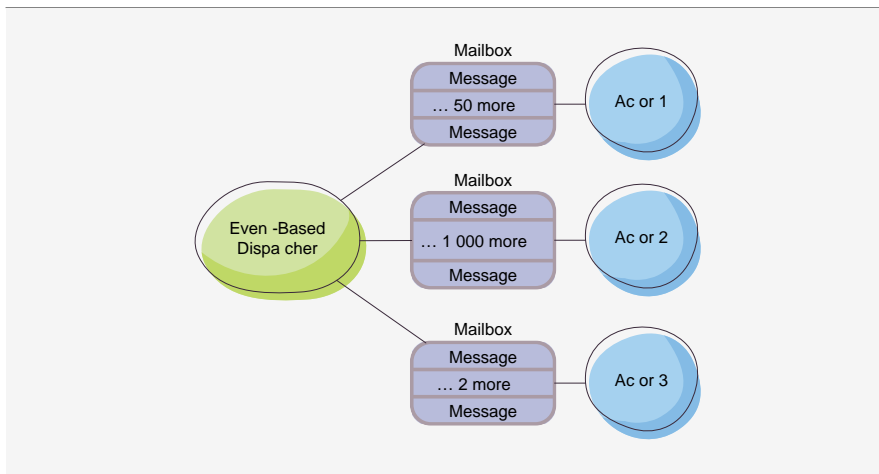 Mailbox
Message
… 50 more
Message
Ac or 1
Mailbox
Message
… 1 000 more
Message
Ac or 2
Even -Based
Dispa cher
Mailbox
Message
… 2 more
Message
Ac or 3